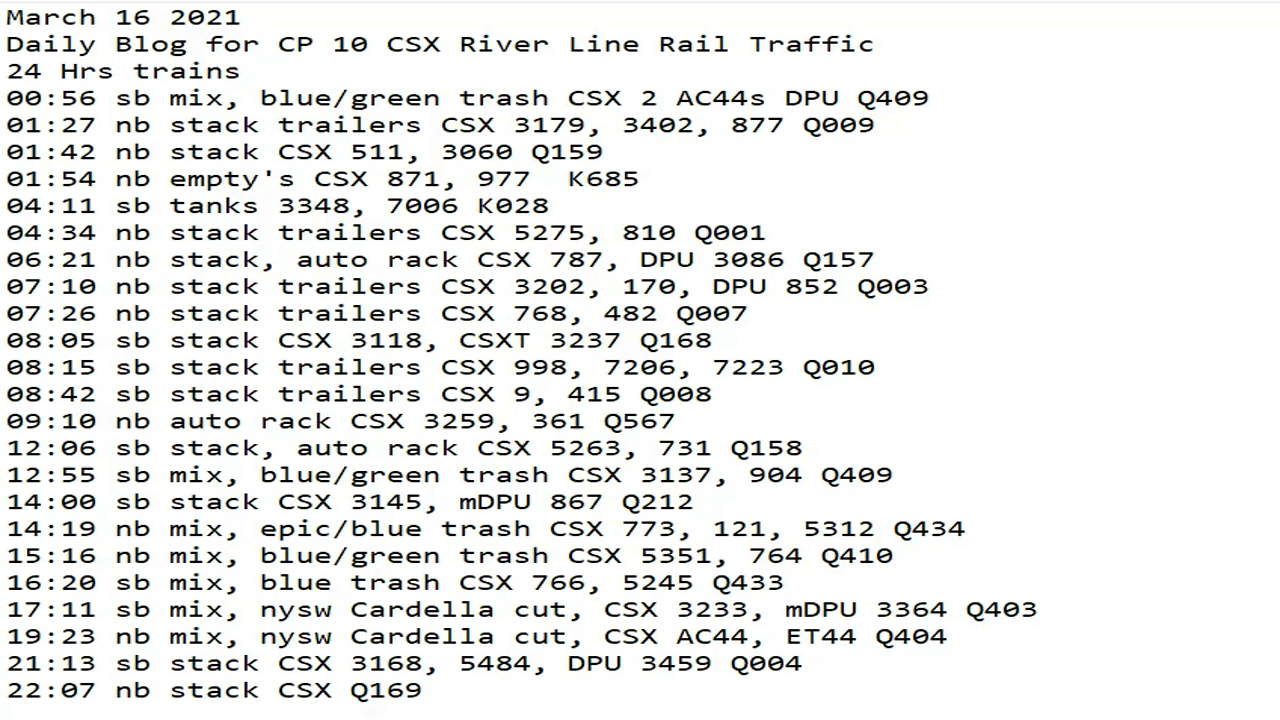 March 16 2021
Daily Blog for CP 10 CSX River Line Rail Traffic
24 Hrs trains
00:56 sb mix, blue/green trash CSX 2 AC44s DPU Q409
01:27 nb stack trailers CSX 3179, 3402, 877 Q009
01:42 nb stack CSX 511, 3060 Q159
01:54 nb empty's CSX 871, 977  K685
04:11 sb tanks 3348, 7006 K028
04:34 nb stack trailers CSX 5275, 810 Q001
06:21 nb stack, auto rack CSX 787, DPU 3086 Q157
07:10 nb stack trailers CSX 3202, 170, DPU 852 Q003
07:26 nb stack trailers CSX 768, 482 Q007
08:05 sb stack CSX 3118, CSXT 3237 Q168
08:15 sb stack trailers CSX 998, 7206, 7223 Q010
08:42 sb stack trailers CSX 9, 415 Q008
09:10 nb auto rack CSX 3259, 361 Q567
12:06 sb stack, auto rack CSX 5263, 731 Q158
12:55 sb mix, blue/green trash CSX 3137, 904 Q409
14:00 sb stack CSX 3145, mDPU 867 Q212
14:19 nb mix, epic/blue trash CSX 773, 121, 5312 Q434
15:16 nb mix, blue/green trash CSX 5351, 764 Q410
16:20 sb mix, blue trash CSX 766, 5245 Q433
17:11 sb mix, nysw Cardella cut, CSX 3233, mDPU 3364 Q403
19:23 nb mix, nysw Cardella cut, CSX AC44, ET44 Q404
21:13 sb stack CSX 3168, 5484, DPU 3459 Q004
22:07 nb stack CSX Q169